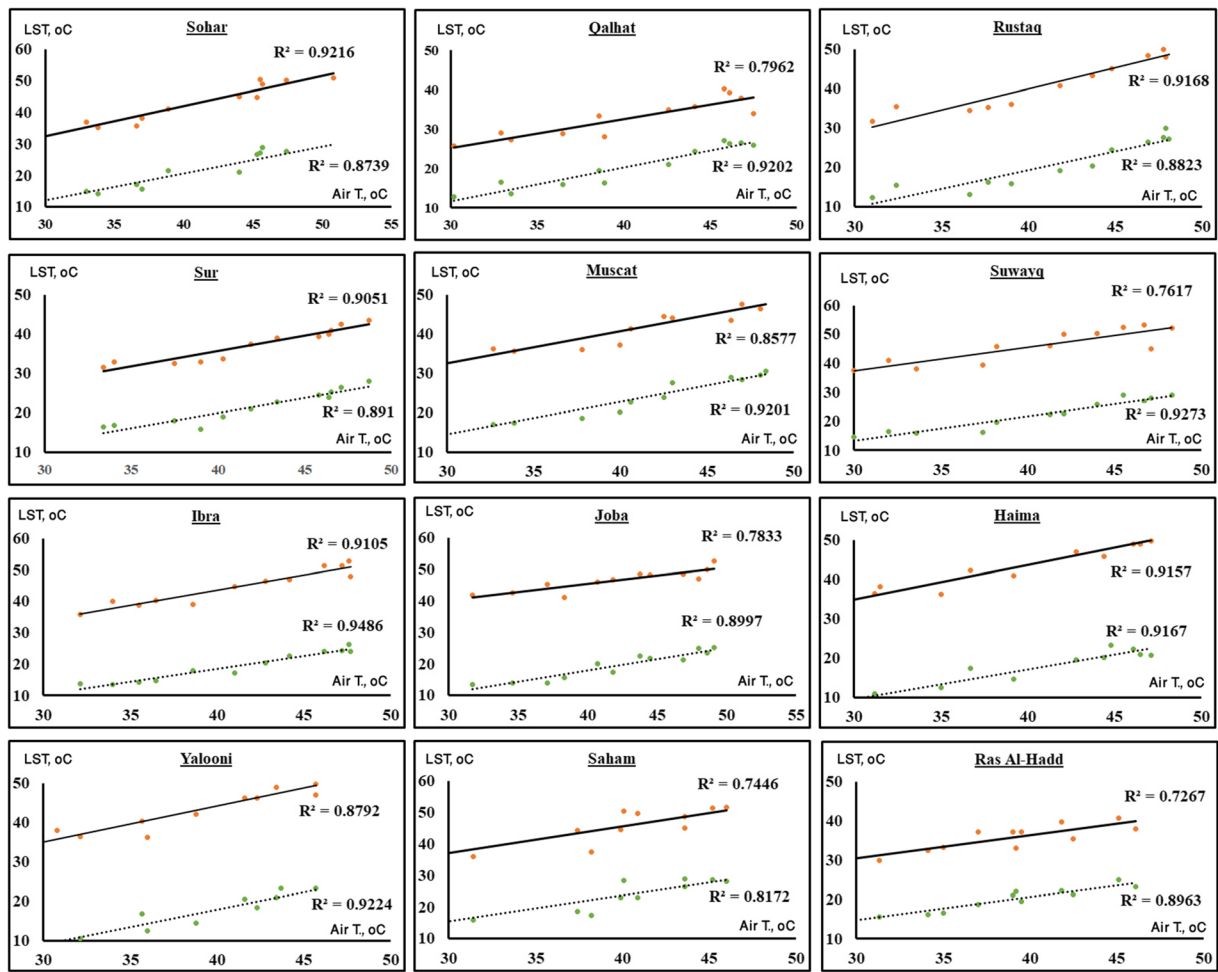 LST, oC
Sohar
60
50
40
30
20
10
R² = 0.9216
R² = 0.8739
Air T., oC
30 35 40 45 50 55
LST, oC
Qalhat
50
40
30
20
10
R² = 0.7962
R² = 0.9202
Air T., oC
30 35 40 45 50
LST, oC
Rustaq
50
40
30
20
10
R² = 0.9168
R² = 0.8823
Air T., oC
30 35 40 45 50
LST, oC
Sur
50
40
30
20
10
R² = 0.9051
R² = 0.891
Air T., oC
30 35 40 45 50
LST, oC
Muscat
50
40
30
20
10
R² = 0.8577
R² = 0.9201
Air T., oC
30 35 40 45 50
LST, oC
Suwayq
60
50
40
30
20
10
R² = 0.7617
R² = 0.9273
Air T., oC
30 35 40 45 50
LST, oC
Ibra
60
50
40
30
20
10
R² = 0.9105
R² = 0.9486
Air T., oC
30 35 40 45 50
LST, oC
Joba
60
50
40
30
20
10
R² = 0.7833
R² = 0.8997
Air T., oC
30 35 40 45 50 55
LST, oC
Haima
50
40
30
20
10
R² = 0.9157
R² = 0.9167
Air T., oC
30 35 40 45 50
LST, oC
Yalooni
50
40
30
20
10
R² = 0.8792
R² = 0.9224
Air T., oC
30 35 40 45 50
LST, oC
Saham
60
50
40
30
20
10
R² = 0.7446
R² = 0.8172
Air T., oC
30 35 40 45 50
LST, oC
Ras Al-Hadd
50
40
30
20
10
R² = 0.7267
R² = 0.8963
Air T., oC
30 35 40 45 50